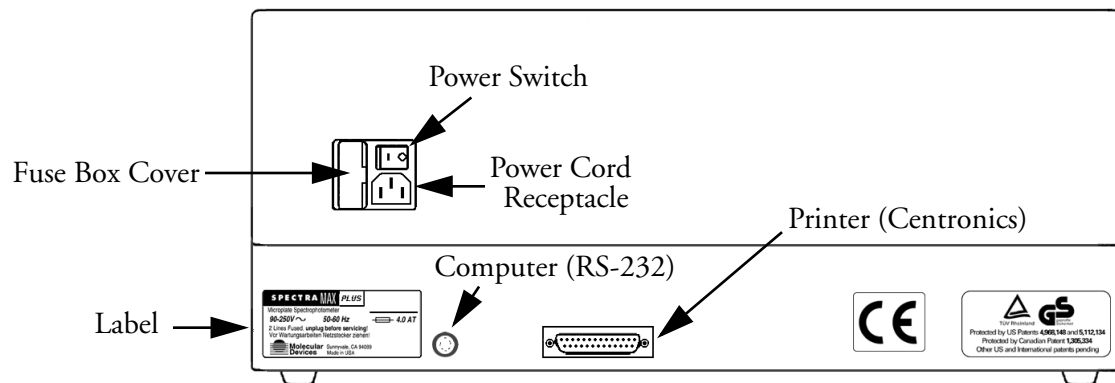 Power Switch
Fuse Box Cover
Power Cord
Receptacle
Printer (Centronics)
Computer (RS-232)
Label
SPECTRA MAX PLUS
Microplate Spectrophotometer
90-250V~ 50-60 Hz 4.0 AT
2 Lines Fused, unplug before servicing!
Vor Wartungsarbeiten Netzstecker ziehen!
Molecular Sunnyvale, CA 94089
Devices Made in USA
CE
TÜV Rheinland
GS
Protected by US Patents 4,968,148 and 5,112,134
Protected by Canadian Patent 1,305,334
Other US and International patents pending